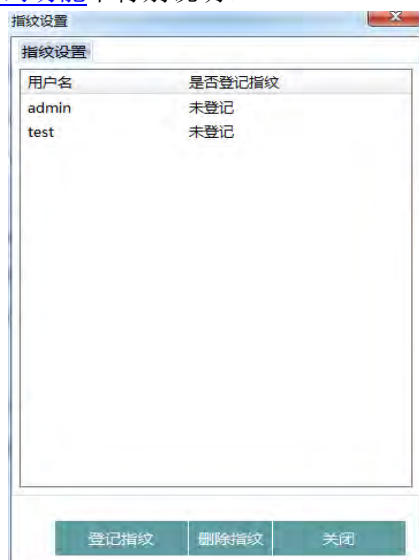 指纹设置
指纹设置
用户名 是否登记指纹
admin 未登记
test 未登记
登记指纹 删除指纹 关闭